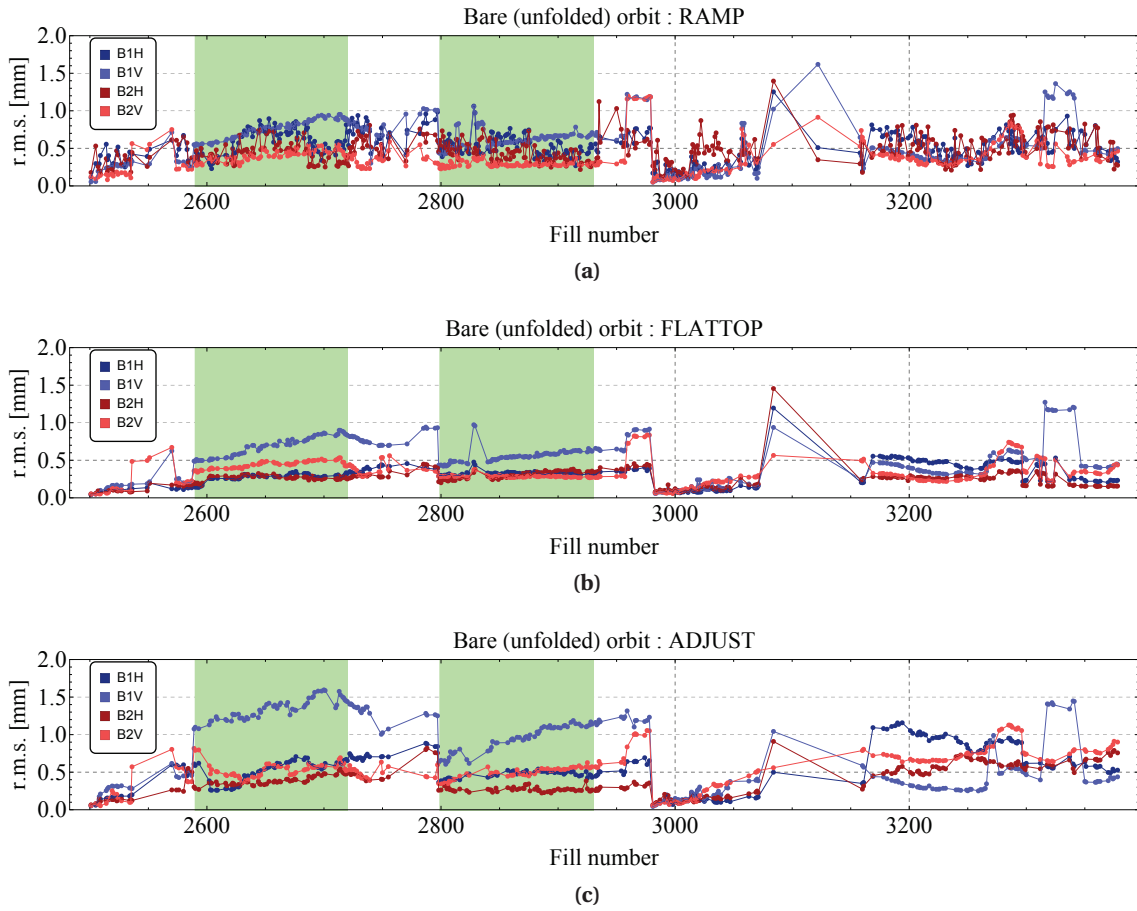 Bare (unfolded) orbit : RAMP
2.0
1.5
1.0
0.5
0.0
r.m.s. [mm]
B1H
B1V
B2H
B2V
2600 2800 3000 3200
Fill number
(a)
Bare (unfolded) orbit : FLATTOP
2.0
1.5
1.0
0.5
0.0
r.m.s. [mm]
B1H
B1V
B2H
B2V
2600 2800 3000 3200
Fill number
(b)
Bare (unfolded) orbit : ADJUST
2.0
1.5
1.0
0.5
0.0
r.m.s. [mm]
B1H
B1V
B2H
B2V
2600 2800 3000 3200
Fill number
(c)